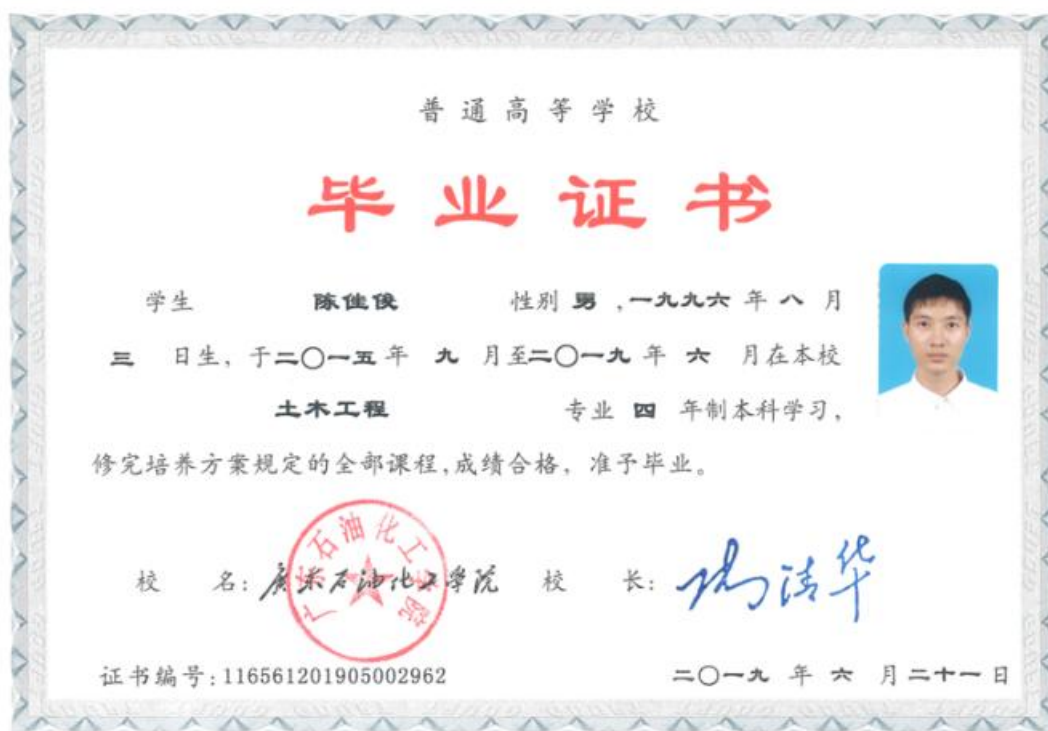 普通高等学校
毕业证书
学生 陈佳俊 性别 男 ,一九九六 年 八 月
三 日生, 于二〇一五 年 九 月至二〇一九 年 六 月在本校
土木工程 专业 四 年制本科学习,
修完培养方案规定的全部课程,成绩合格, 准予毕业。
校 名: 广东石油化工学院 校 长:
广东石油化工学院
证书编号:116561201905002962 二〇一九 年 六 月二十一日